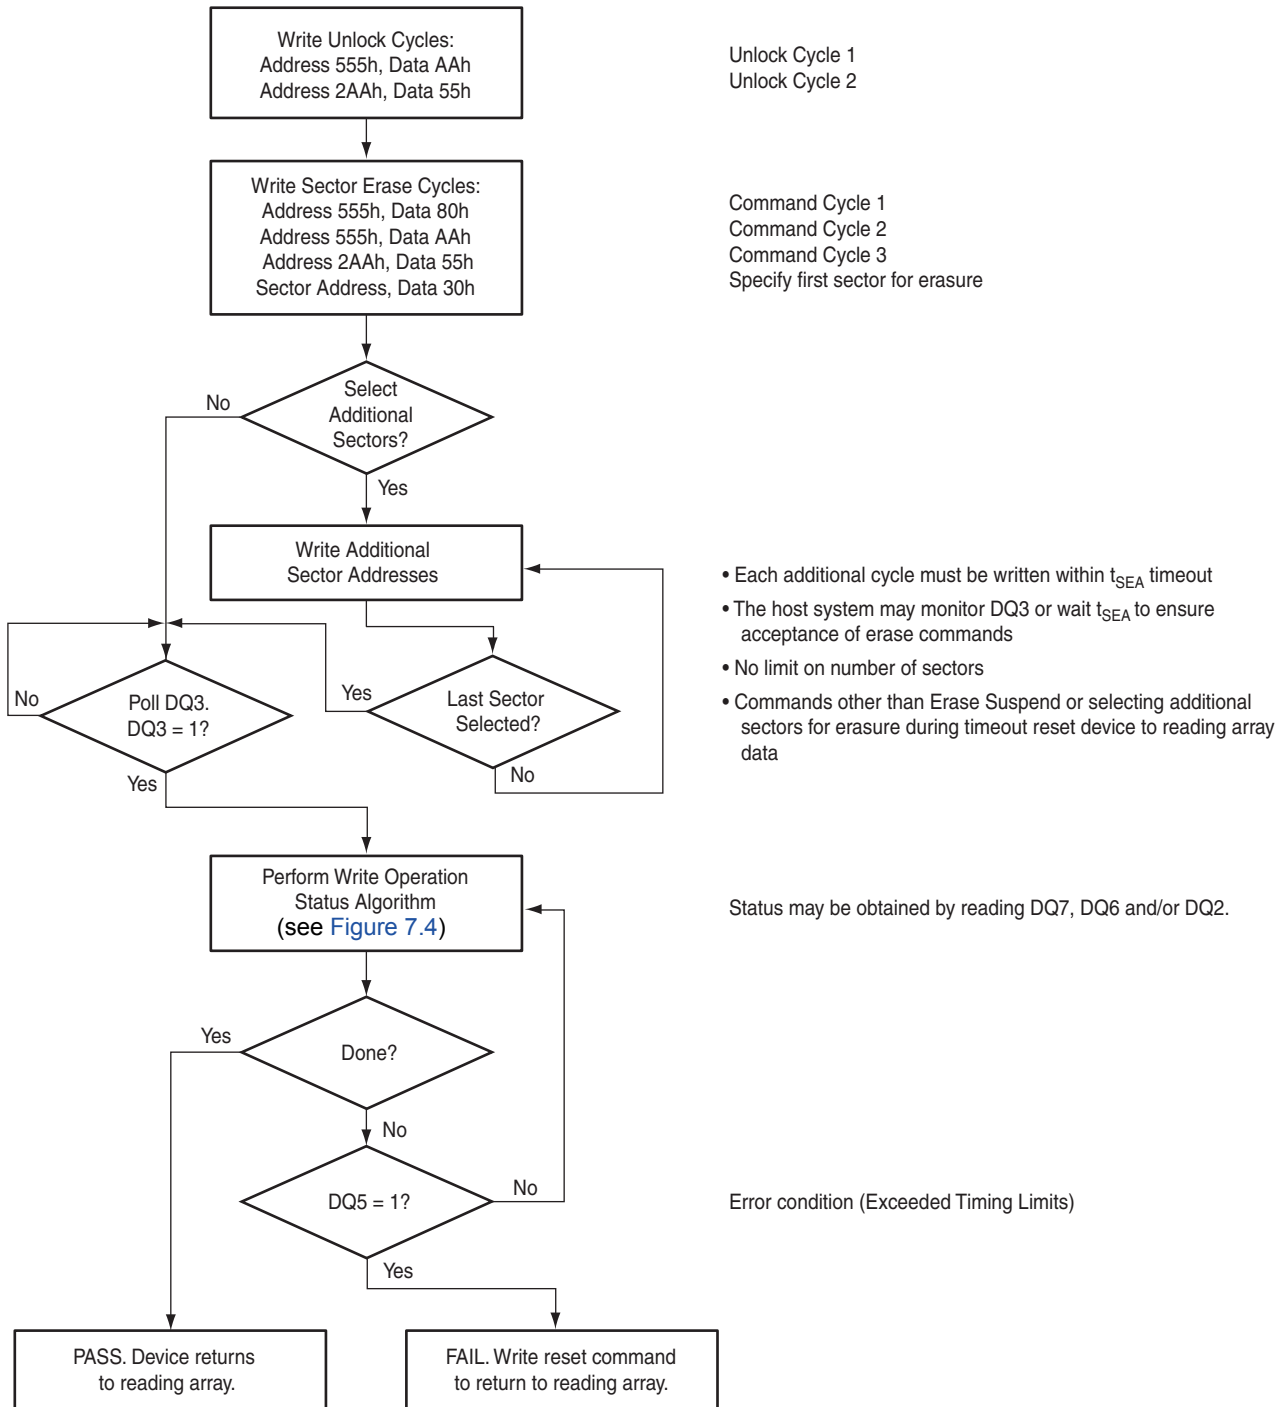 Write Unlock Cycles:
Address 555h, Data AAh
Address 2AAh, Data 55h
Unlock Cycle 1
Unlock Cycle 2
Write Sector Erase Cycles:
Address 555h, Data 80h
Address 555h, Data AAh
Address 2AAh, Data 55h
Sector Address, Data 30h
Command Cycle 1
Command Cycle 2
Command Cycle 3
Specify first sector for erasure
Select
Additional
Sectors?
No
Yes
Write Additional
Sector Addresses
• Each additional cycle must be written within tSEA timeout
• The host system may monitor DQ3 or wait tSEA to ensure
acceptance of erase commands
• No limit on number of sectors
• Commands other than Erase Suspend or selecting additional
sectors for erasure during timeout reset device to reading array
data
No
Poll DQ3.
DQ3 = 1?
Yes
Yes
Last Sector
Selected?
No
Perform Write Operation
Status Algorithm
(see Figure 7.4)
Status may be obtained by reading DQ7, DQ6 and/or DQ2.
Yes
Done?
No
DQ5 = 1?
No
Yes
Error condition (Exceeded Timing Limits)
PASS. Device returns
to reading array.
FAIL. Write reset command
to return to reading array.